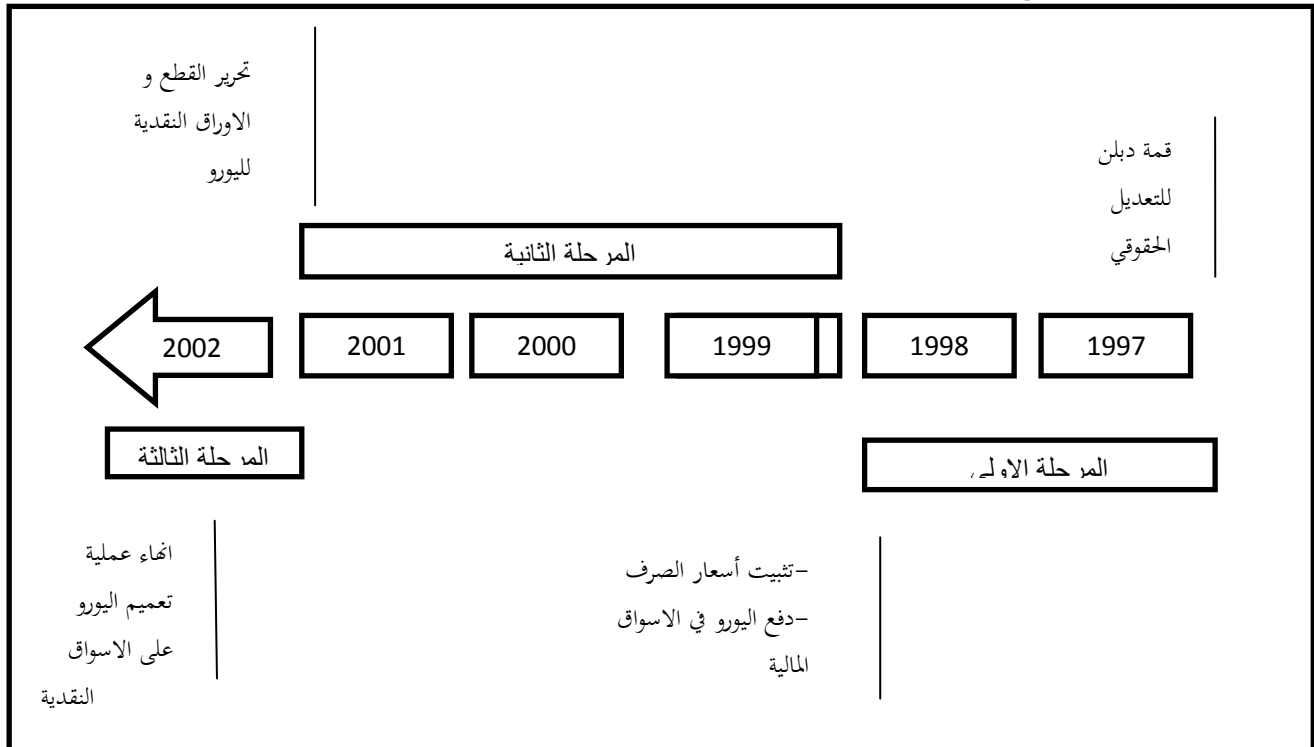 تحرير القطع و
الاوراق النقدية
لليورو
قمة دبلن
للتعديل
الحقوقي
المرحلة الثانية
1997
1998
1999
2000
2001
2002
المرحلة الاولى
المرحلة الثالثة
-تثبيت أسعار الصرف
-دفع اليورو في الاسواق
المالية
انهاء عملية
تعميم اليورو
على الاسواق
النقدية